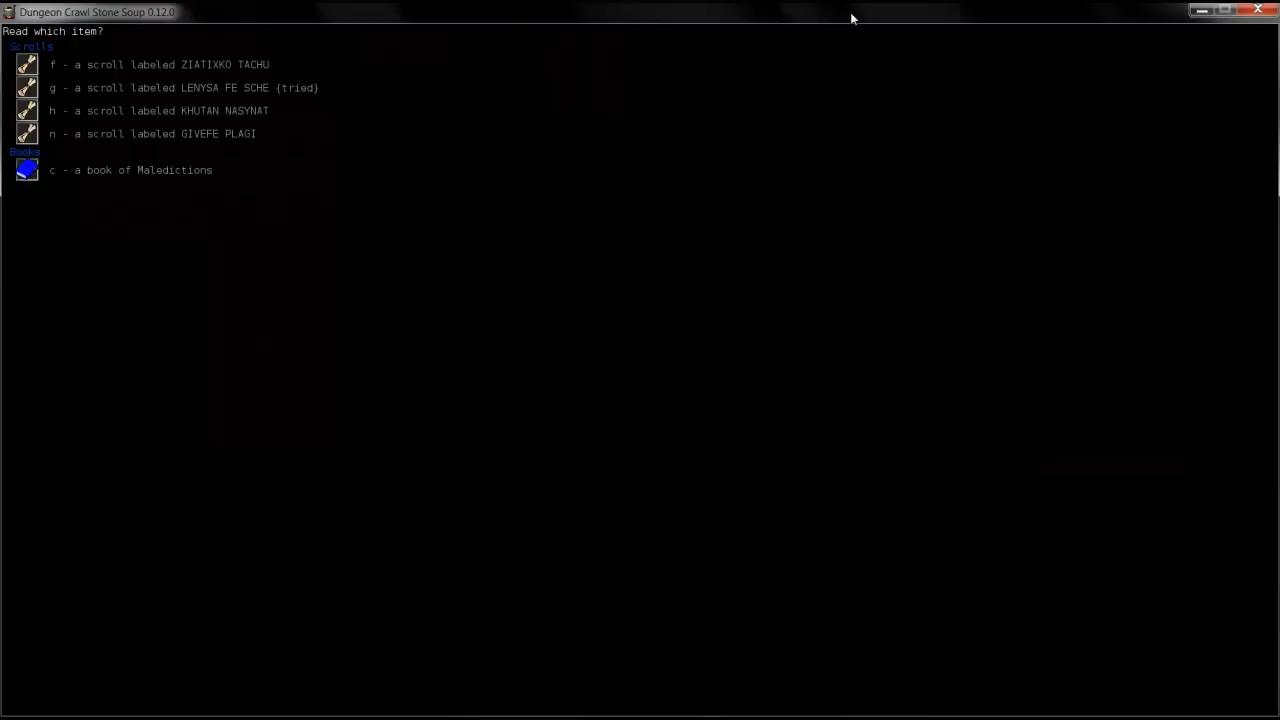 Dungeon Crawl Stone Soup 0.12.0
Read which item?
Scrolls
f - a scroll labeled ZIATIXKO TACHU
g - a scroll labeled LENYSA FE SCHE {tried}
h - a scroll labeled KHUTAN NASYNAT
n - a scroll labeled GIVEFE PLAGI
Books
c - a book of Maledictions